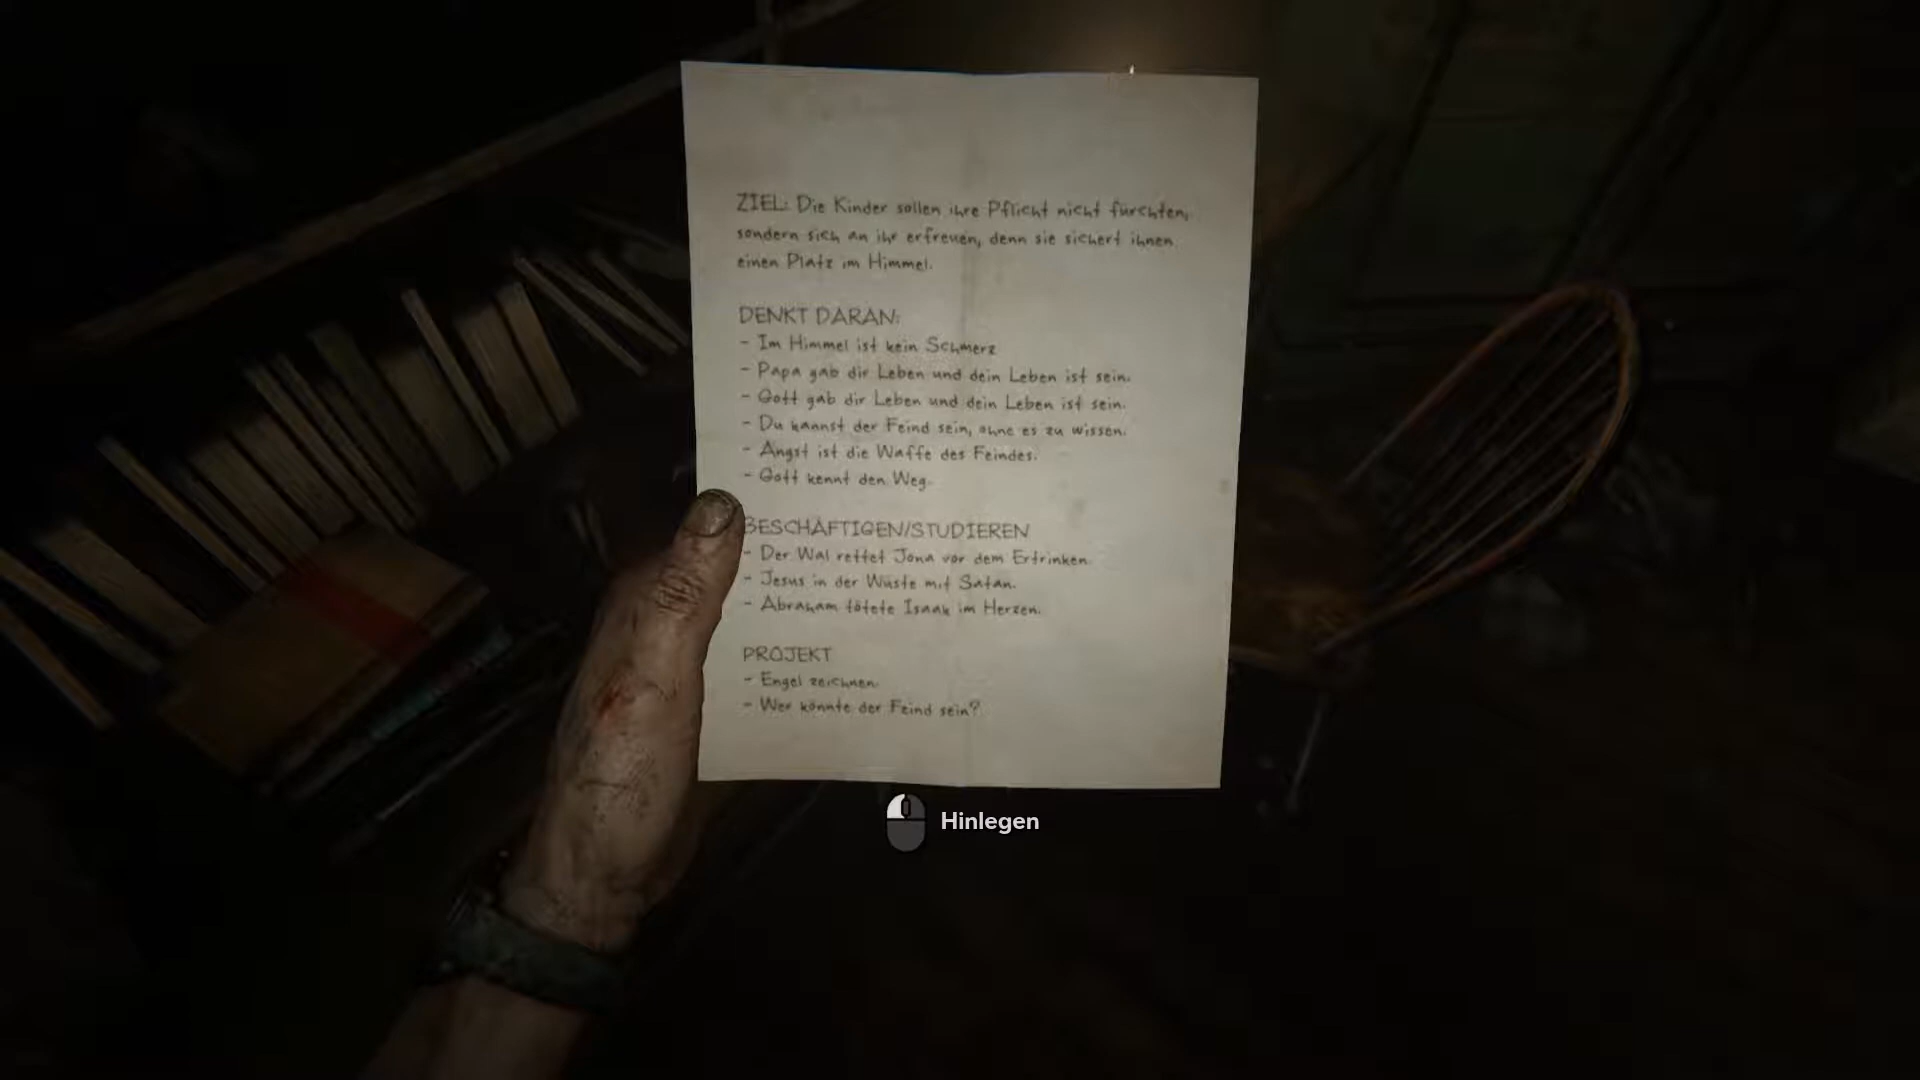 ZIEL: Die Kinder sollen ihre Pflicht nicht fürchten,
sondern sich an ihr erfreuen, denn sie sichert ihnen
einen Platz im Himmel.
DENKT DARAN:
- Im Himmel ist kein Schmerz
- Papa gab dir Leben und dein Leben ist sein.
- Gott gab dir Leben und dein Leben ist sein.
- Du kannst der Feind sein, ohne es zu wissen.
- Angst ist die Waffe des Feindes.
- Gott kennt den Weg.
BESCHÄFTIGEN/STUDIEREN
- Der Wal rettet Jona vor dem Ertrinken.
- Jesus in der Wüste mit Satan.
- Abraham tötete Isaak im Herzen.
PROJEKT
- Engel zeichnen.
- Wer könnte der Feind sein?
Hinlegen